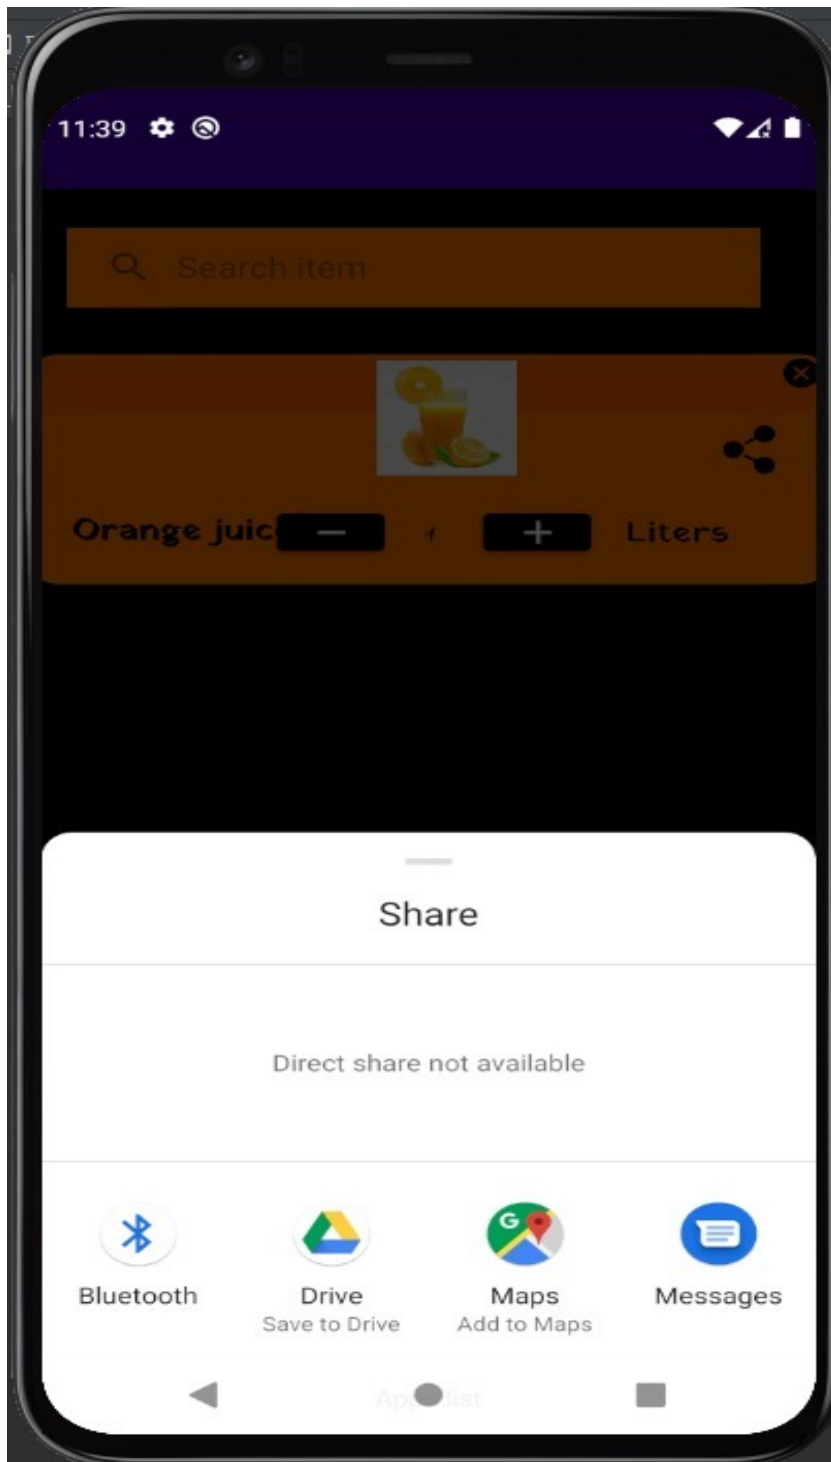 11:39
Search item
Orange juic
1
Liters
Share
Direct share not available
Bluetooth
Drive
Maps
Messages
Save to Drive
Add to Maps